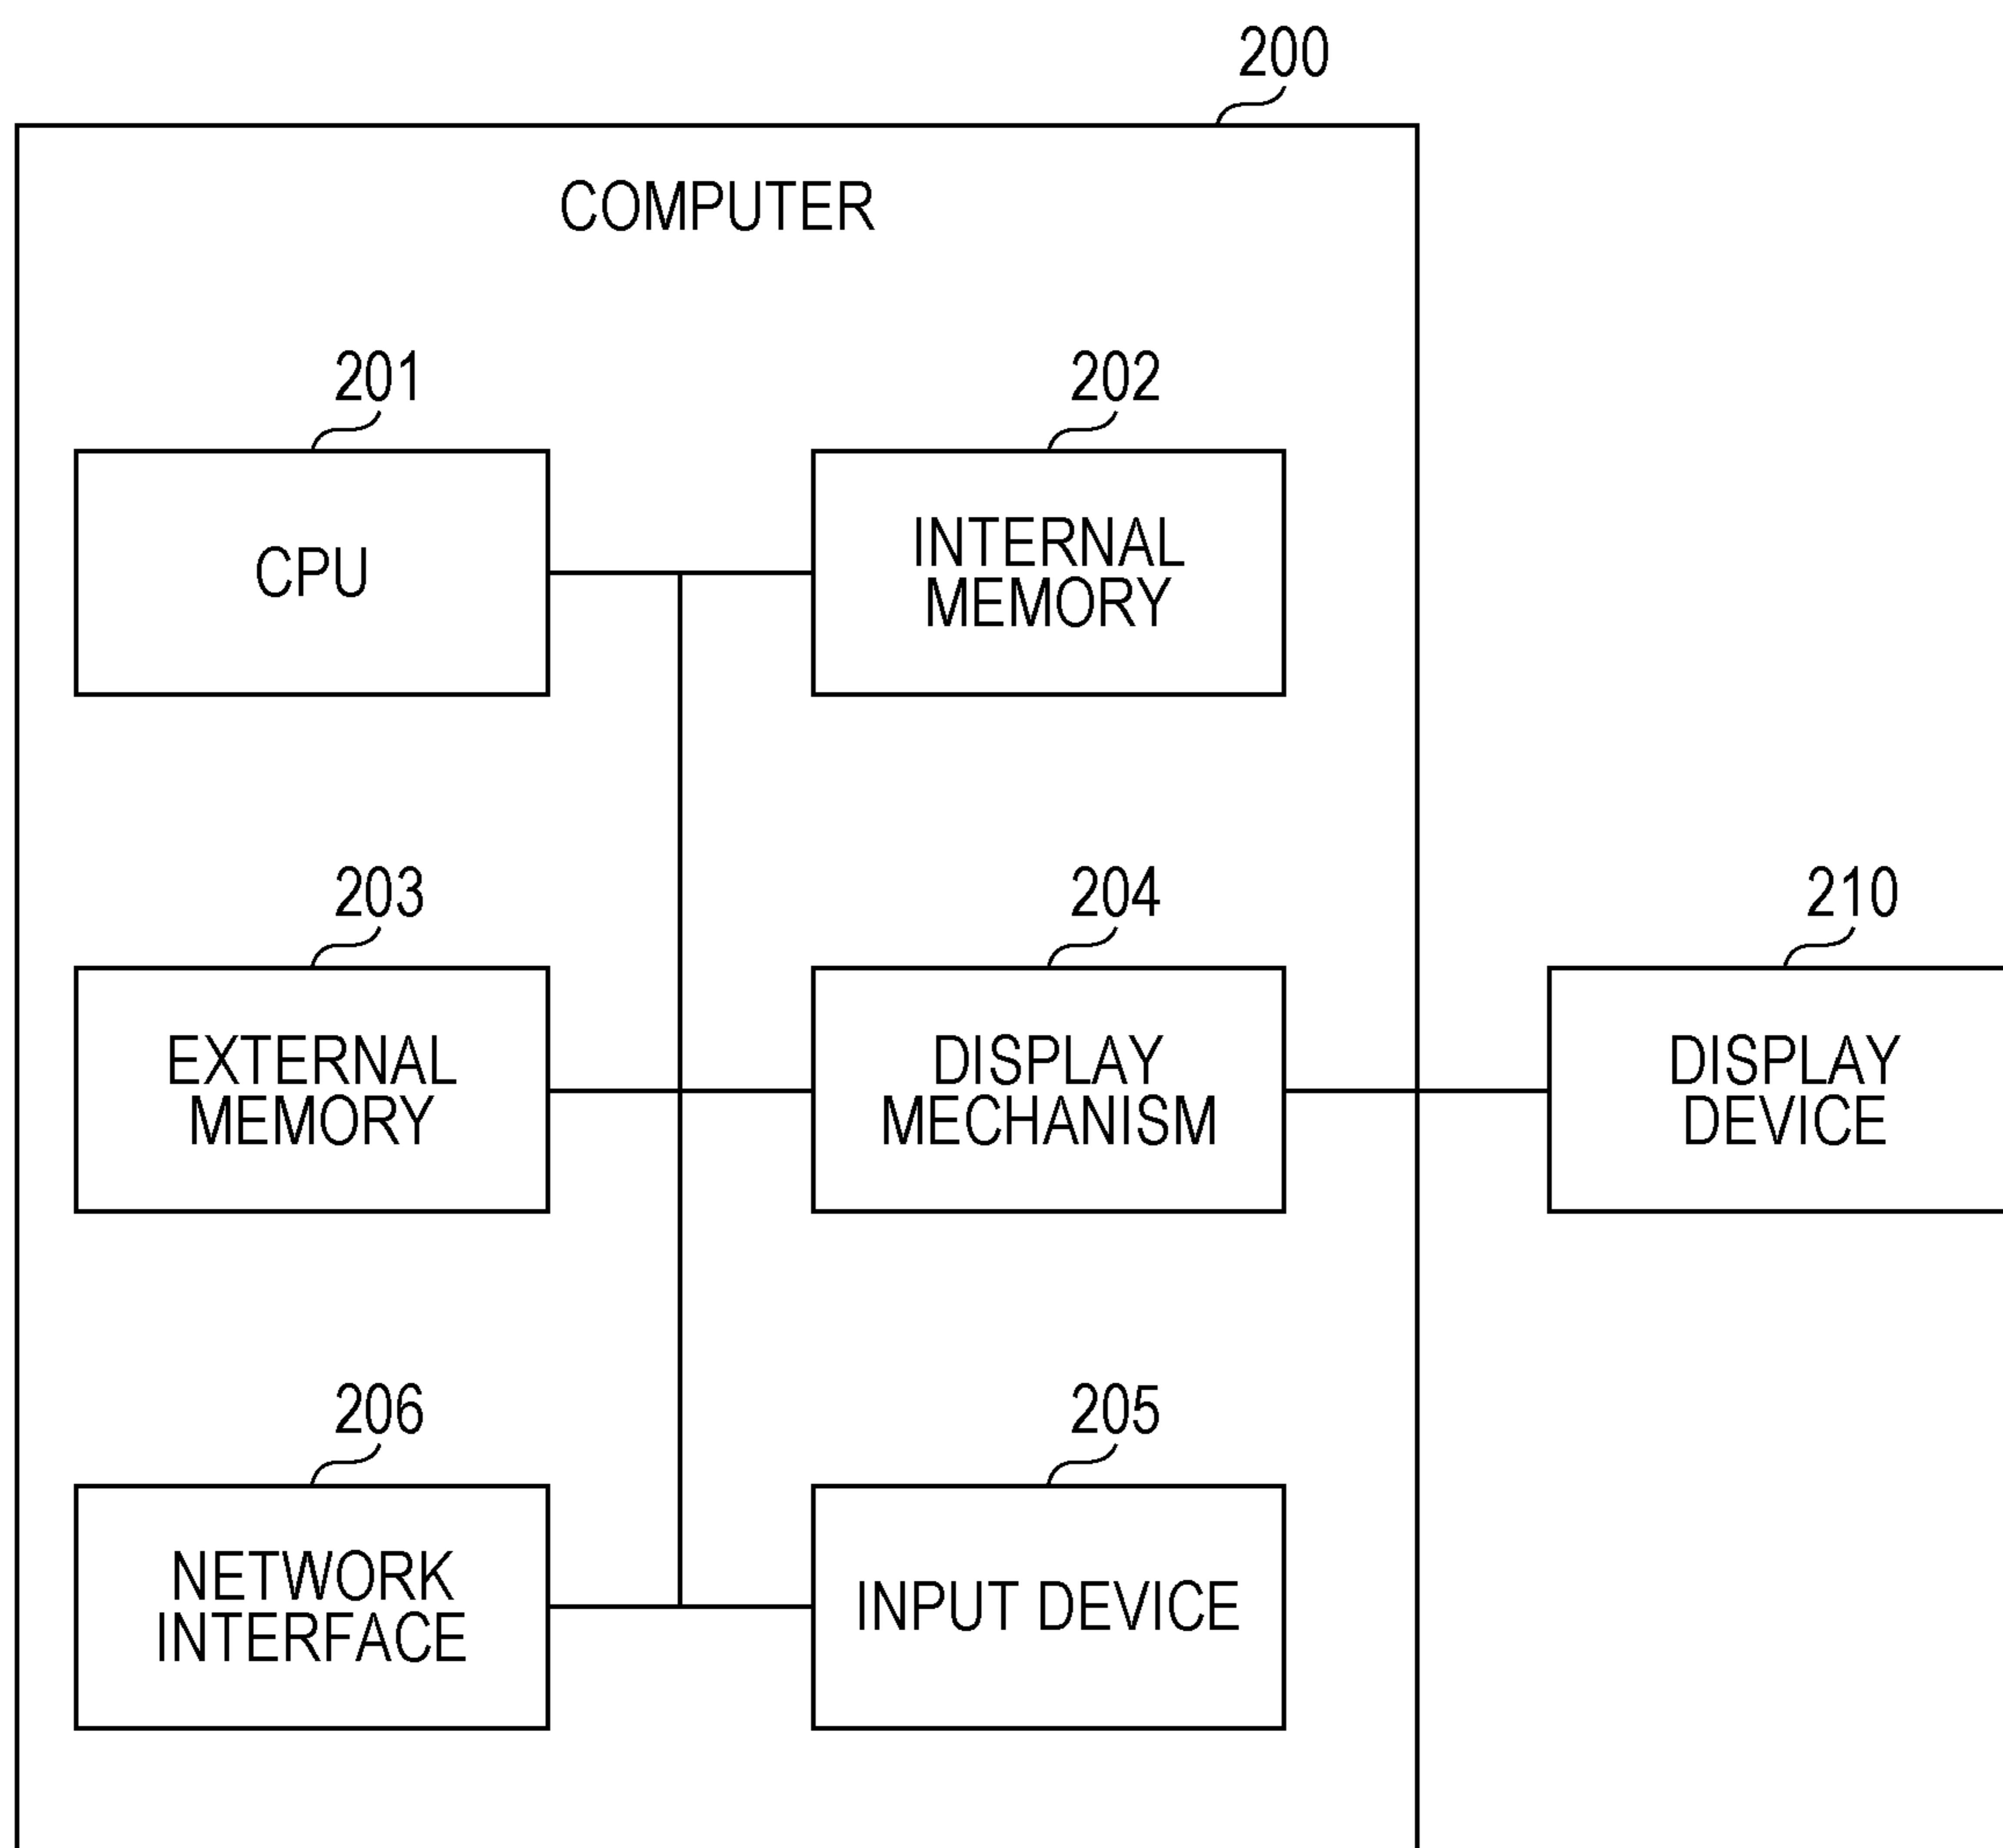 200
COMPUTER
201
202
CPU
INTERNAL
MEMORY
203
204
210
EXTERNAL
MEMORY
DISPLAY
MECHANISM
DISPLAY
DEVICE
206
205
NETWORK
INTERFACE
INPUT DEVICE